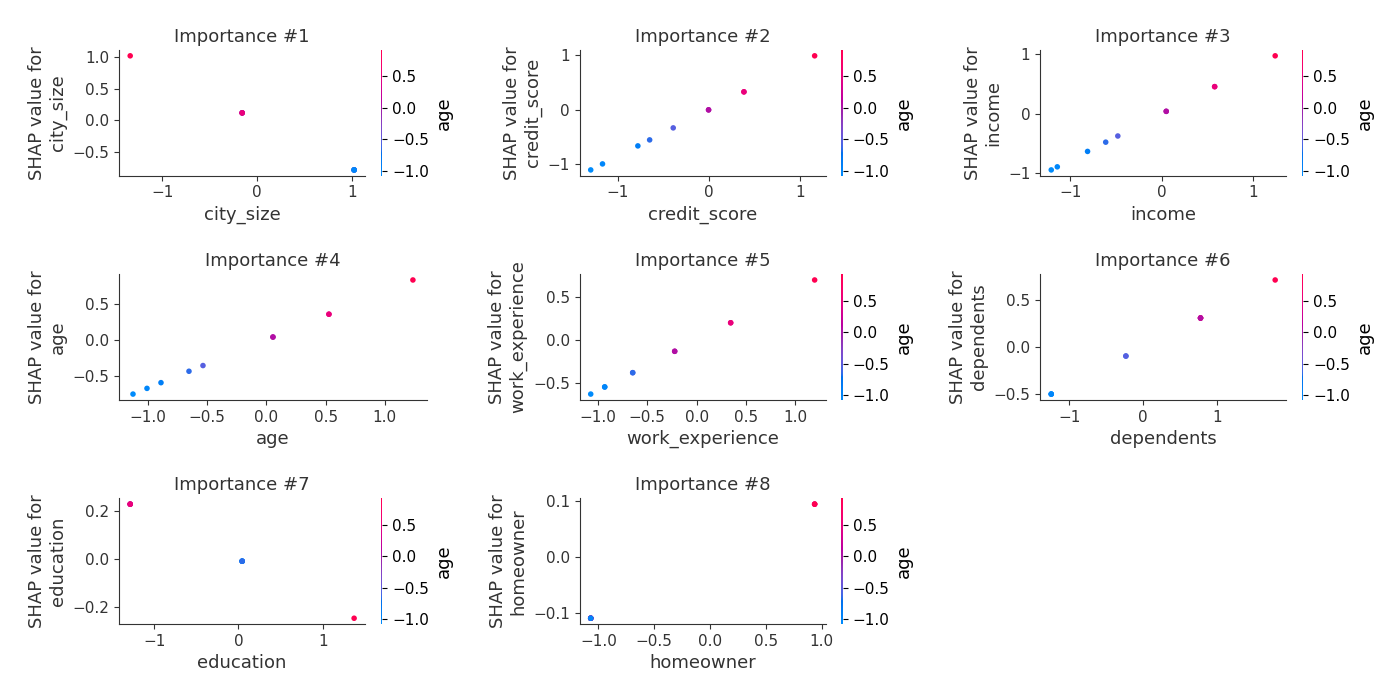 Importance #1
SHAP value for
city_size
1.0
0.5
0.0
−0.5
−1
0
1
city_size
0.5
0.0
−0.5
−1.0
age
Importance #2
SHAP value for
credit_score
1
0
−1
−1
0
1
credit_score
0.5
0.0
−0.5
−1.0
age
Importance #3
SHAP value for
income
1
0
−1
−1
0
1
income
0.5
0.0
−0.5
−1.0
age
Importance #4
SHAP value for
age
0.5
0.0
−0.5
−1.0
−0.5
0.0
0.5
1.0
age
Importance #5
SHAP value for
work_experience
0.5
0.0
−0.5
−1.0
−0.5
0.0
0.5
1.0
work_experience
0.5
0.0
−0.5
−1.0
age
Importance #6
SHAP value for
dependents
0.5
0.0
−0.5
−1
0
1
dependents
0.5
0.0
−0.5
−1.0
age
Importance #7
SHAP value for
education
0.2
0.0
−0.2
−1
0
1
education
0.5
0.0
−0.5
−1.0
age
Importance #8
SHAP value for
homeowner
0.1
0.0
−0.1
−1.0
−0.5
0.0
0.5
1.0
homeowner
0.5
0.0
−0.5
−1.0
age